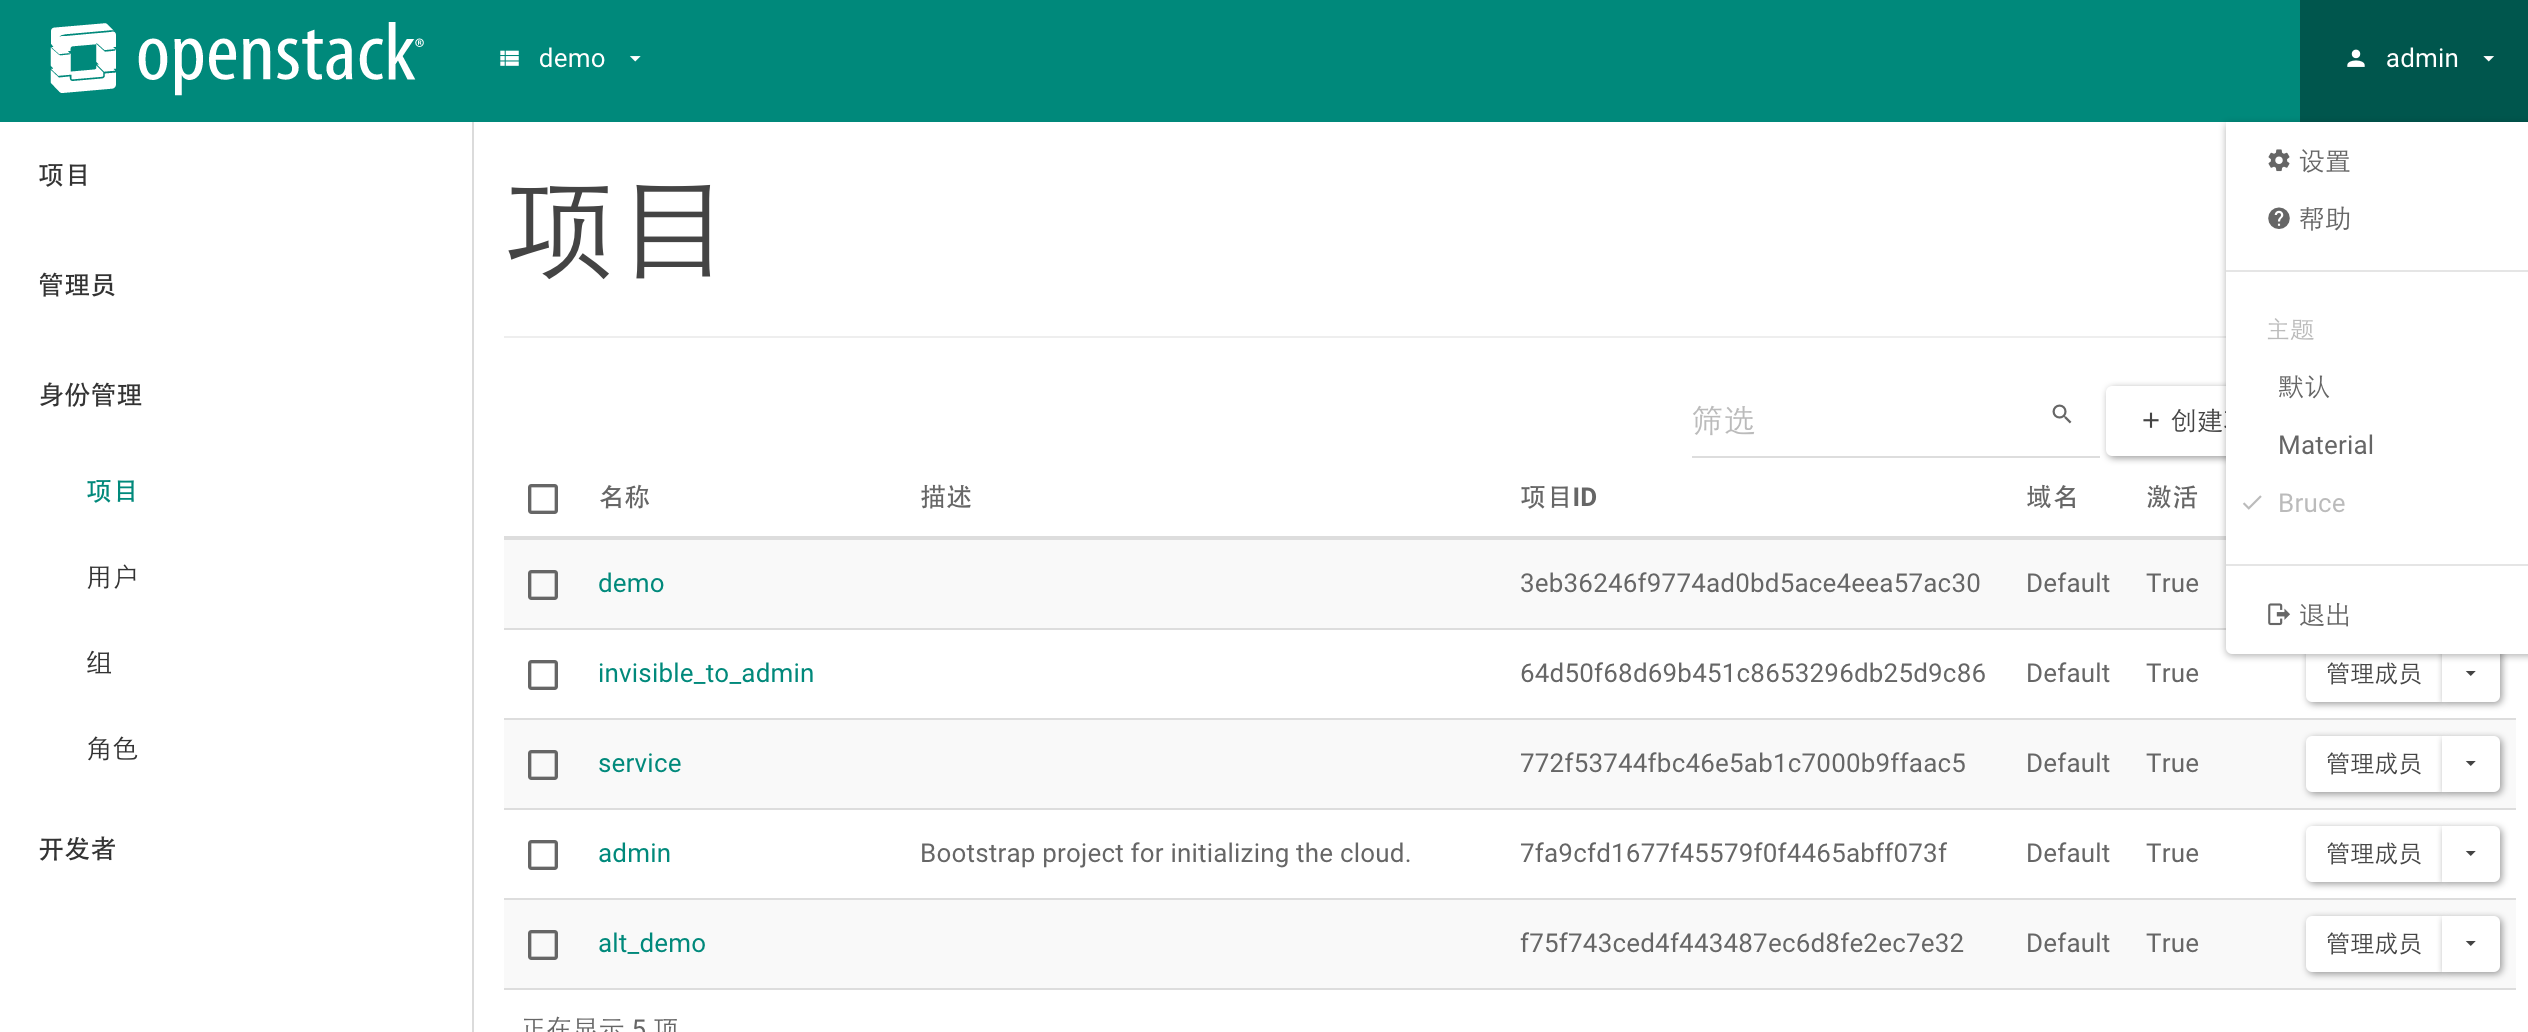 openstack®
demo
admin
项目
管理员
身份管理
项目
用户
组
角色
开发者
项目
设置
帮助
主题
默认
Material
Bruce
退出
筛选
+ 创建
名称 描述 项目ID 域名 激活
demo 3eb36246f9774ad0bd5ace4eea57ac30 Default True
invisible_to_admin 64d50f68d69b451c8653296db25d9c86 Default True 管理成员
service 772f53744fbc46e5ab1c7000b9ffaac5 Default True 管理成员
admin Bootstrap project for initializing the cloud. 7fa9cfd1677f45579f0f4465abff073f Default True 管理成员
alt_demo f75f743ced4f443487ec6d8fe2ec7e32 Default True 管理成员
正在显示 5 项